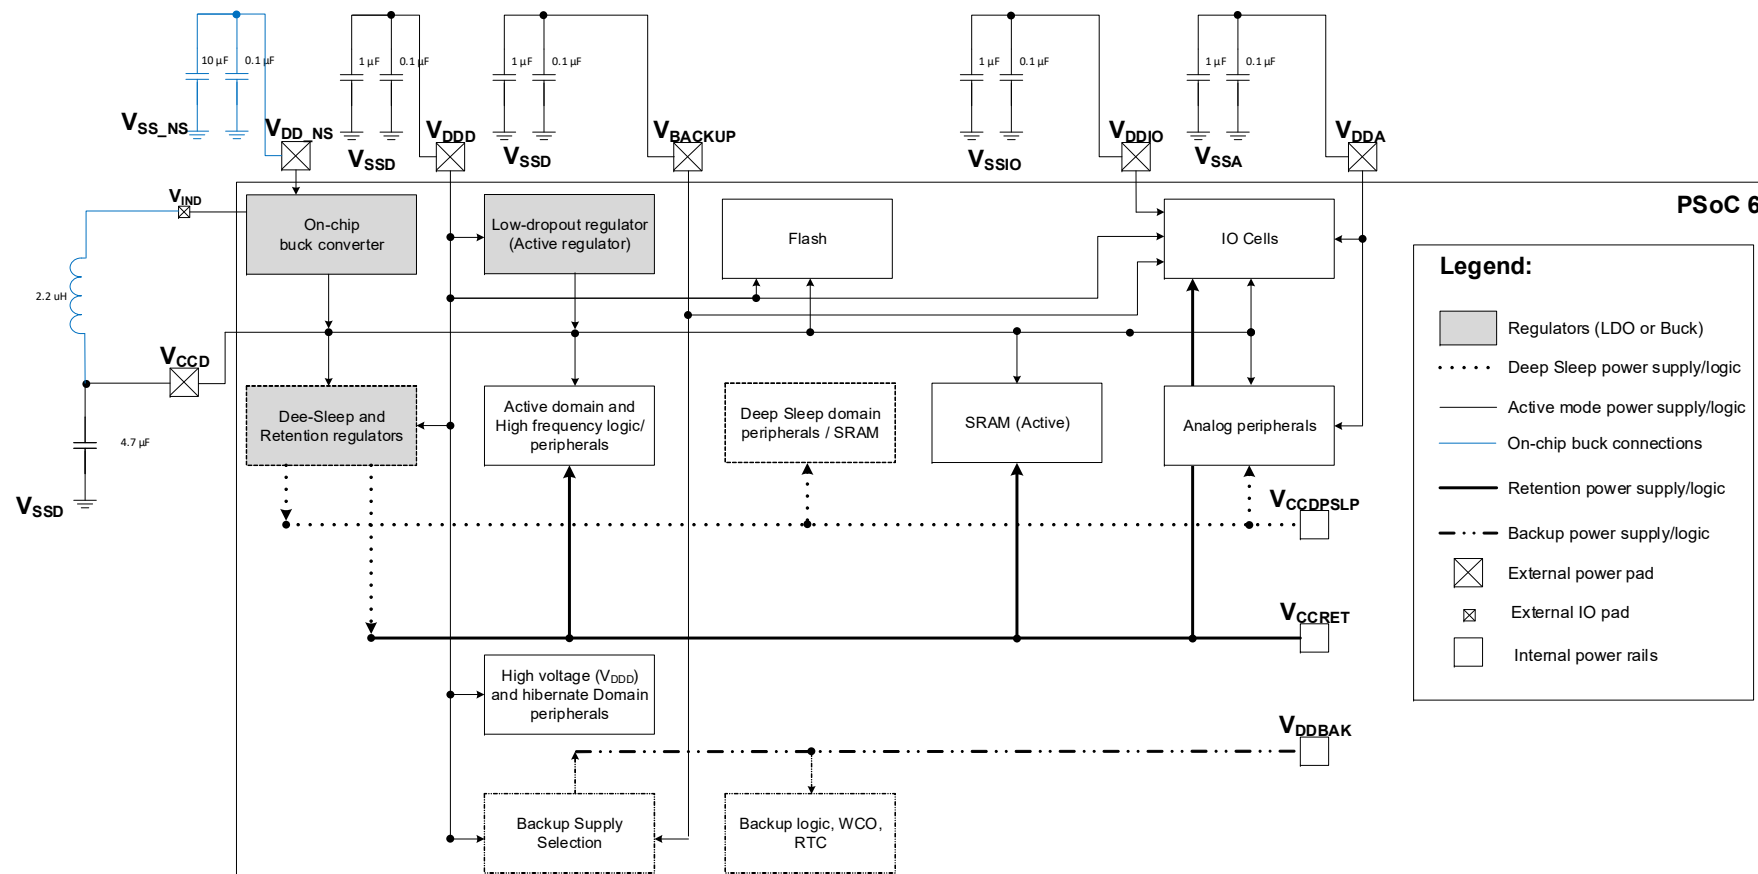 10 µF
0.1 µF
1 µF
0.1 µF
1 µF
0.1 µF
1 µF
0.1 µF
1 µF
0.1 µF
VSS_NS
VDD_NS
VSSD
VDDD
VSSD
VBACKUP
VSSIO
VDDIO
VSSA
VDDA
VIND
PSoC 6
On-chip
buck converter
Low-dropout regulator
(Active regulator)
Flash
IO Cells
2.2 uH
VCCD
4.7 µF
VSSD
Dee-Sleep and
Retention regulators
Active domain and
High frequency logic/
peripherals
Deep Sleep domain
peripherals / SRAM
SRAM (Active)
Analog peripherals
VCCDPSLP
VCCRET
High voltage (VDDD)
and hibernate Domain
peripherals
VDDBAK
Backup Supply
Selection
Backup logic, WCO,
RTC
Legend:
Regulators (LDO or Buck)
Deep Sleep power supply/logic
Active mode power supply/logic
On-chip buck connections
Retention power supply/logic
Backup power supply/logic
External power pad
External IO pad
Internal power rails